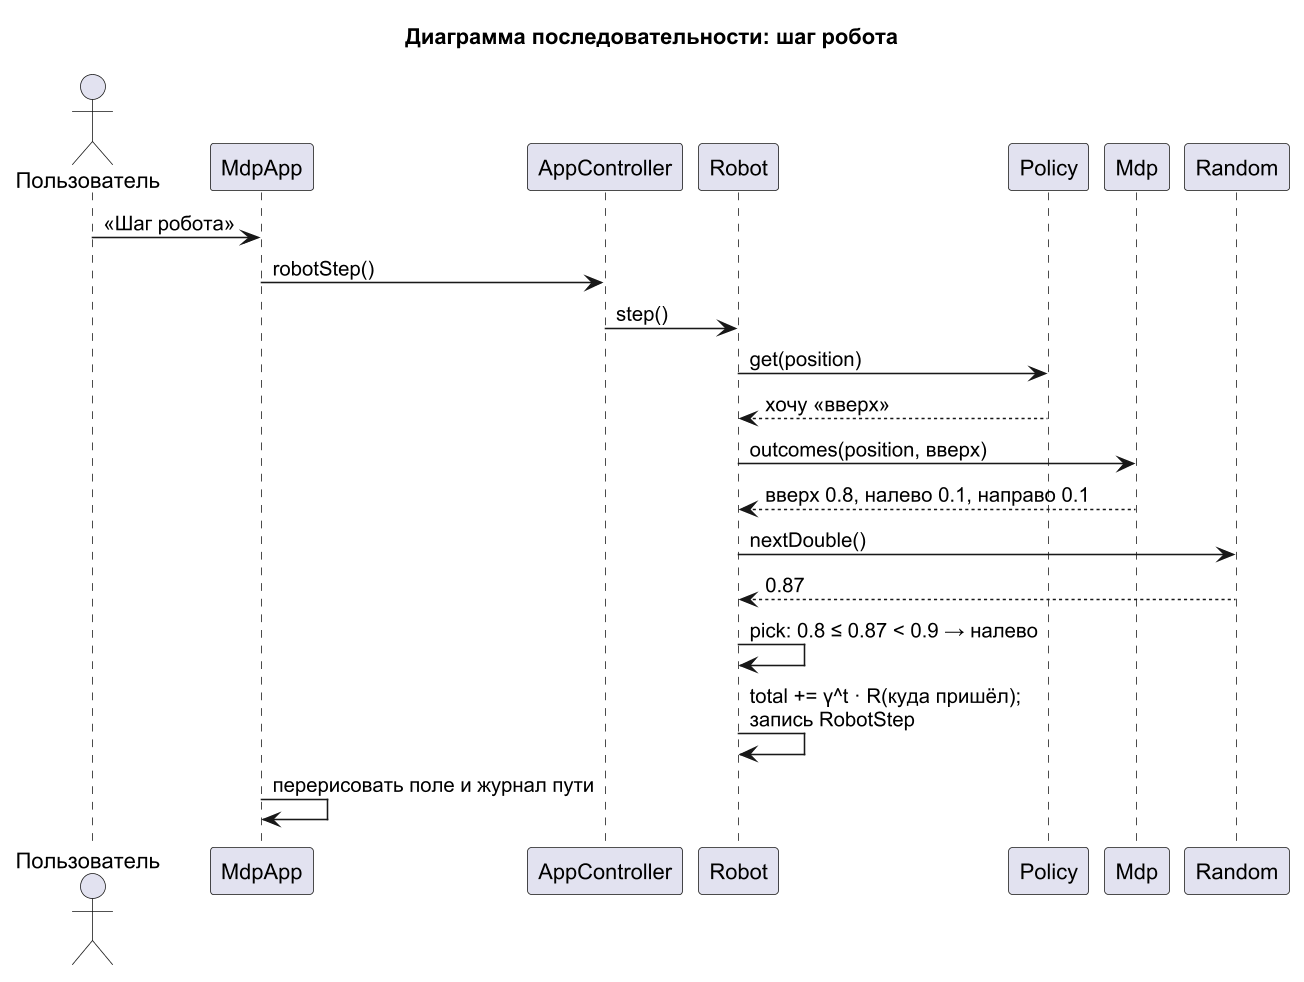 Диаграмма последовательности: шаг робота
Пользователь
MdpApp
AppController
Robot
Policy
Mdp
Random
«Шаг робота»
robotStep()
step()
get(position)
хочу «вверх»
outcomes(position, вверх)
вверх 0.8, налево 0.1, направо 0.1
nextDouble()
0.87
pick: 0.8 ≤ 0.87 < 0.9 → налево
total += γ^t · R(куда пришёл);
запись RobotStep
перерисовать поле и журнал пути
Пользователь
MdpApp
AppController
Robot
Policy
Mdp
Random